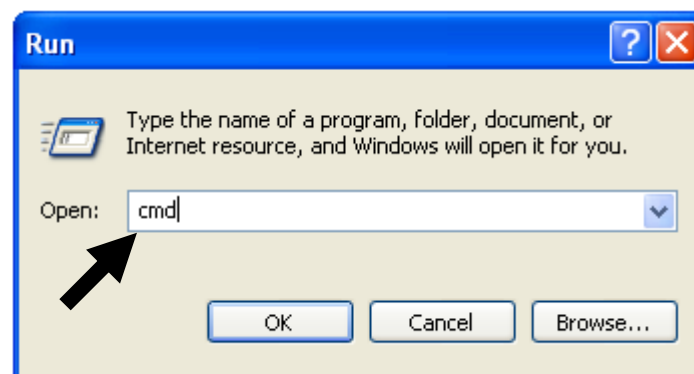 Run
Type the name of a program, folder, document, or
Internet resource, and Windows will open it for you.
Open: cmd
OK Cancel Browse...